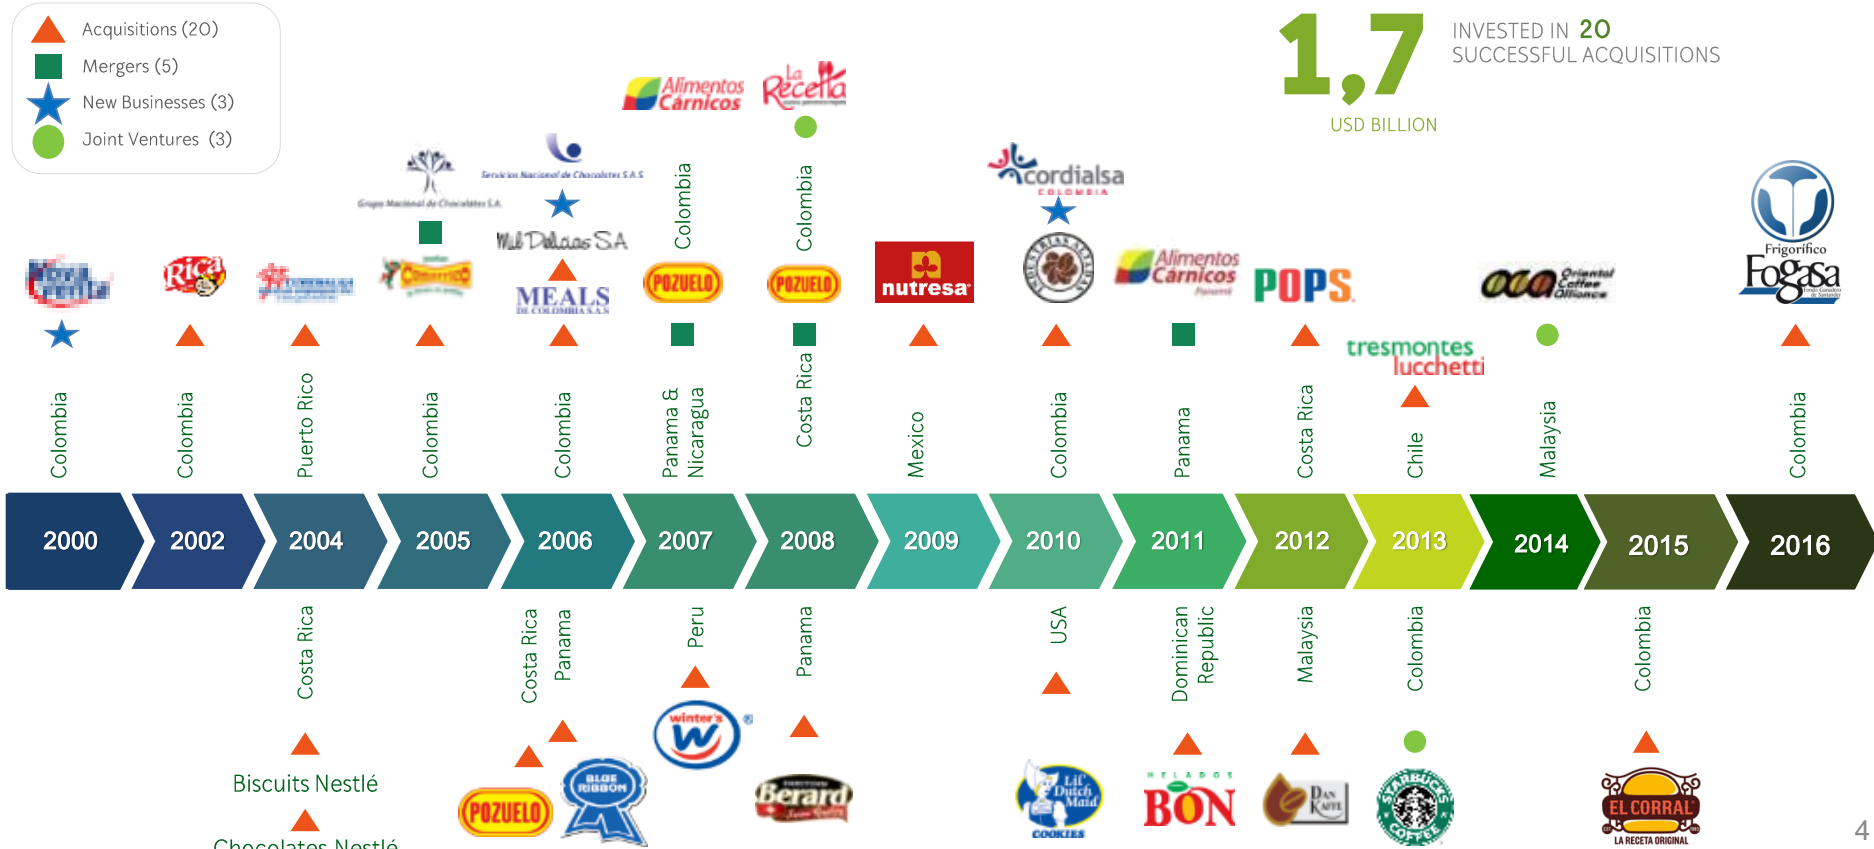 Acquisitions (20)
Mergers (5)
New Businesses (3)
Joint Ventures (3)
1,7
USD BILLION
INVESTED IN 20
SUCCESSFUL ACQUISITIONS
Nova
Venta
Rica
Grupo Nacional de Chocolates S.A.
Servicios Nacional de Chocolates S.A.S
Mil Delicias S.A
MEALS
DE COLOMBIA S.A.S
Alimentos
Cárnicos
Colombia
POZUELO
La
Receta
Colombia
POZUELO
nutresa
cordialsa
COLOMBIA
Alimentos
Cárnicos
Panamá
POPS
tresmontes
lucchetti
Oriental
Coffee
Alliance
Frigorífico
Fogasa
Colombia
Colombia
Puerto Rico
Colombia
Colombia
Panama &
Nicaragua
Costa Rica
Mexico
Colombia
Panama
Costa Rica
Chile
Malaysia
Colombia
2000
2002
2004
2005
2006
2007
2008
2009
2010
2011
2012
2013
2014
2015
2016
Costa Rica
Biscuits Nestlé
Chocolates Nestlé
Costa Rica
Panama
POZUELO
BLUE
RIBBON
Peru
winter's
W
®
Panama
Berard
USA
Lil'
Dutch
Maid
COOKIES
Dominican
Republic
HELADOS
BON
Malaysia
DAN
KAFFE
Colombia
STARBUCKS
COFFEE
Colombia
EL CORRAL
LA RECETA ORIGINAL
4